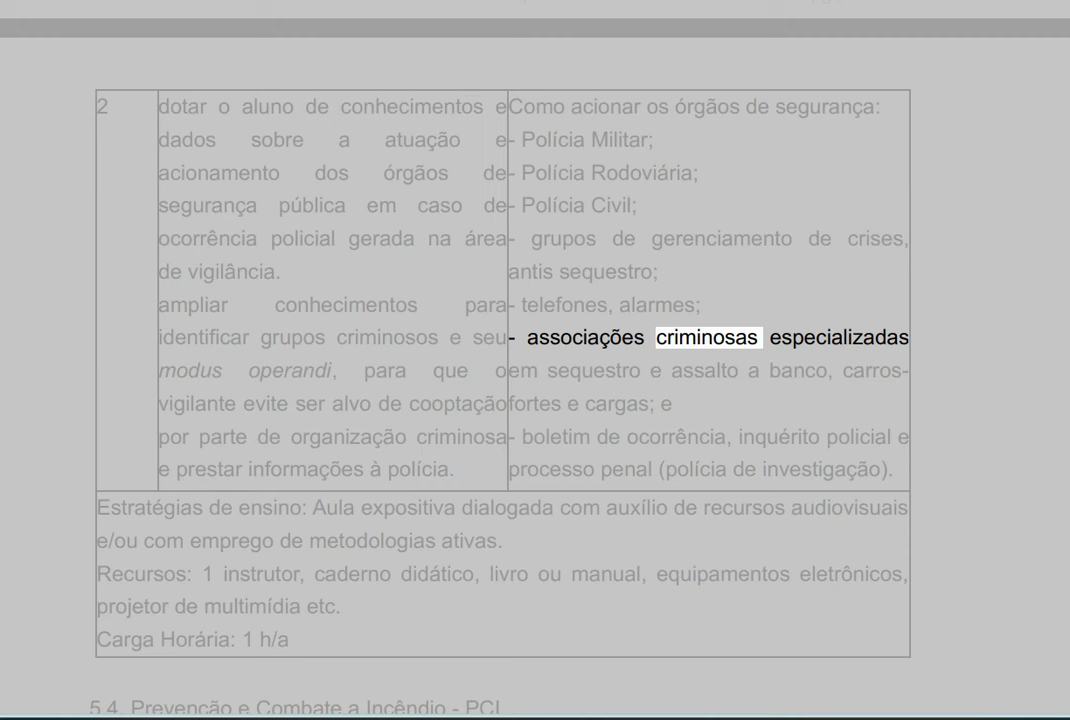 2
dotar o aluno de conhecimentos e
dados sobre a atuação e
acionamento dos órgãos de
segurança pública em caso de
ocorrência policial gerada na área
de vigilância.
ampliar conhecimentos para
identificar grupos criminosos e seu
modus operandi, para que o
vigilante evite ser alvo de cooptação
por parte de organização criminosa
e prestar informações à polícia.
Como acionar os órgãos de segurança:
- Polícia Militar;
- Polícia Rodoviária;
- Polícia Civil;
- grupos de gerenciamento de crises,
antis sequestro;
- telefones, alarmes;
- associações criminosas especializadas
em sequestro e assalto a banco, carros-
fortes e cargas; e
- boletim de ocorrência, inquérito policial e
processo penal (polícia de investigação).
Estratégias de ensino: Aula expositiva dialogada com auxílio de recursos audiovisuais
e/ou com emprego de metodologias ativas.
Recursos: 1 instrutor, caderno didático, livro ou manual, equipamentos eletrônicos,
projetor de multimídia etc.
Carga Horária: 1 h/a
5.4. Prevenção e Combate a Incêndio - PCI